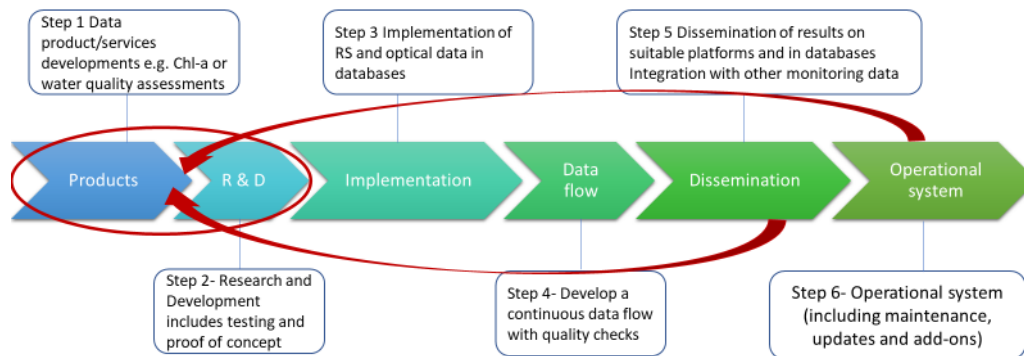 Step 1 Data
product/services
developments e.g. Chl-a or
water quality assessments
Step 3 Implementation of
RS and optical data in
databases
Step 5 Dissemination of results on
suitable platforms and in databases
Integration with other monitoring data
Products
R & D
Implementation
Data
flow
Dissemination
Operational
system
Step 2- Research and
Development
includes testing and
proof of concept
Step 4- Develop a
continuous data flow
with quality checks
Step 6- Operational system
(including maintenance,
updates and add-ons)